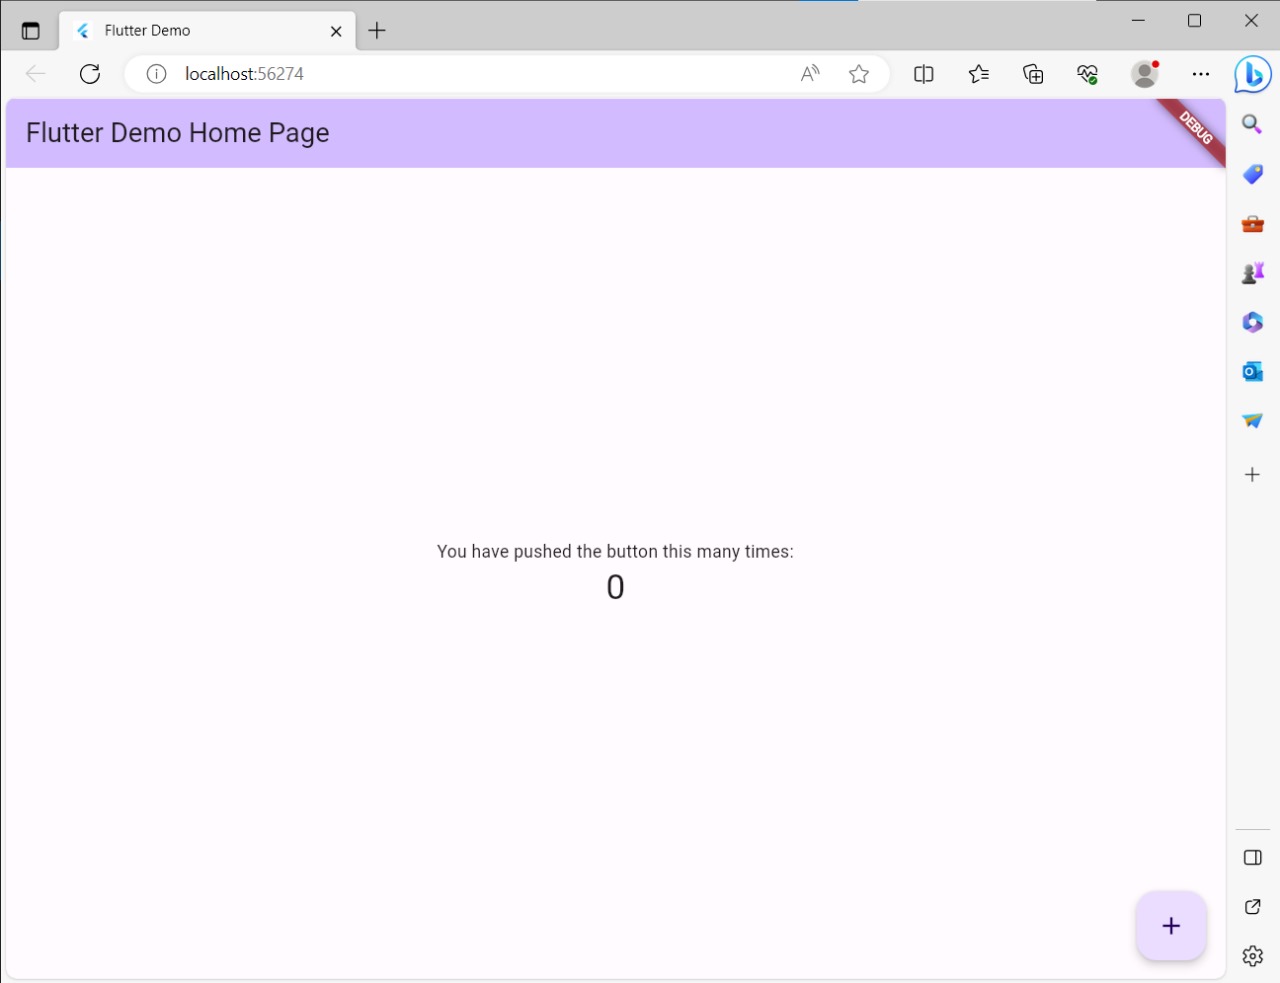 Flutter Demo
localhost:56274
Flutter Demo Home Page
DEBUG
You have pushed the button this many times:
0